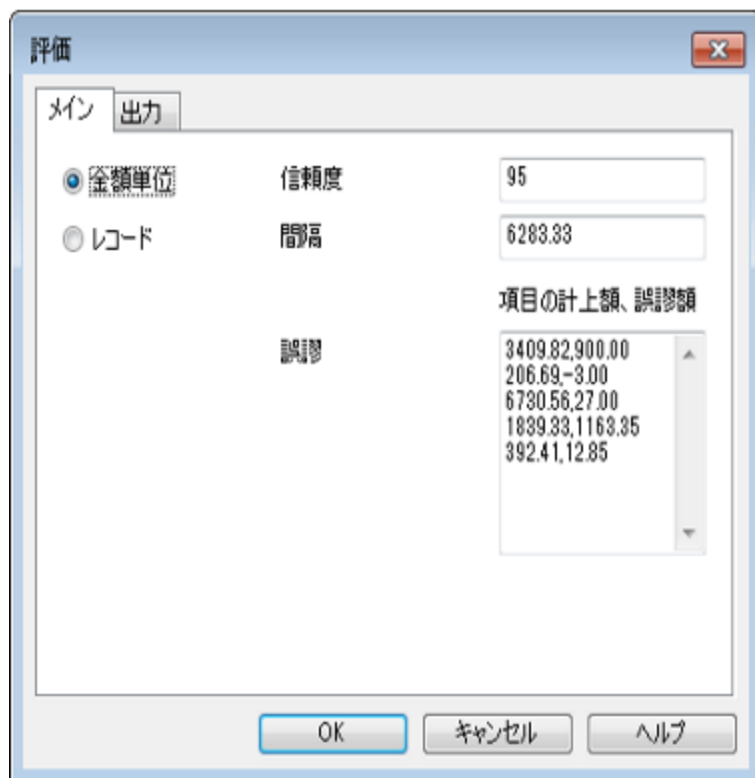 評価
メイン 出力
金額単位 信頼度 95
レコード 間隔 6283.33
項目の計上額、誤謬額
誤謬
3409.82,900.00
206.69,-3.00
6730.56,27.00
1839.33,1163.35
392.41,12.85
OK キャンセル ヘルプ